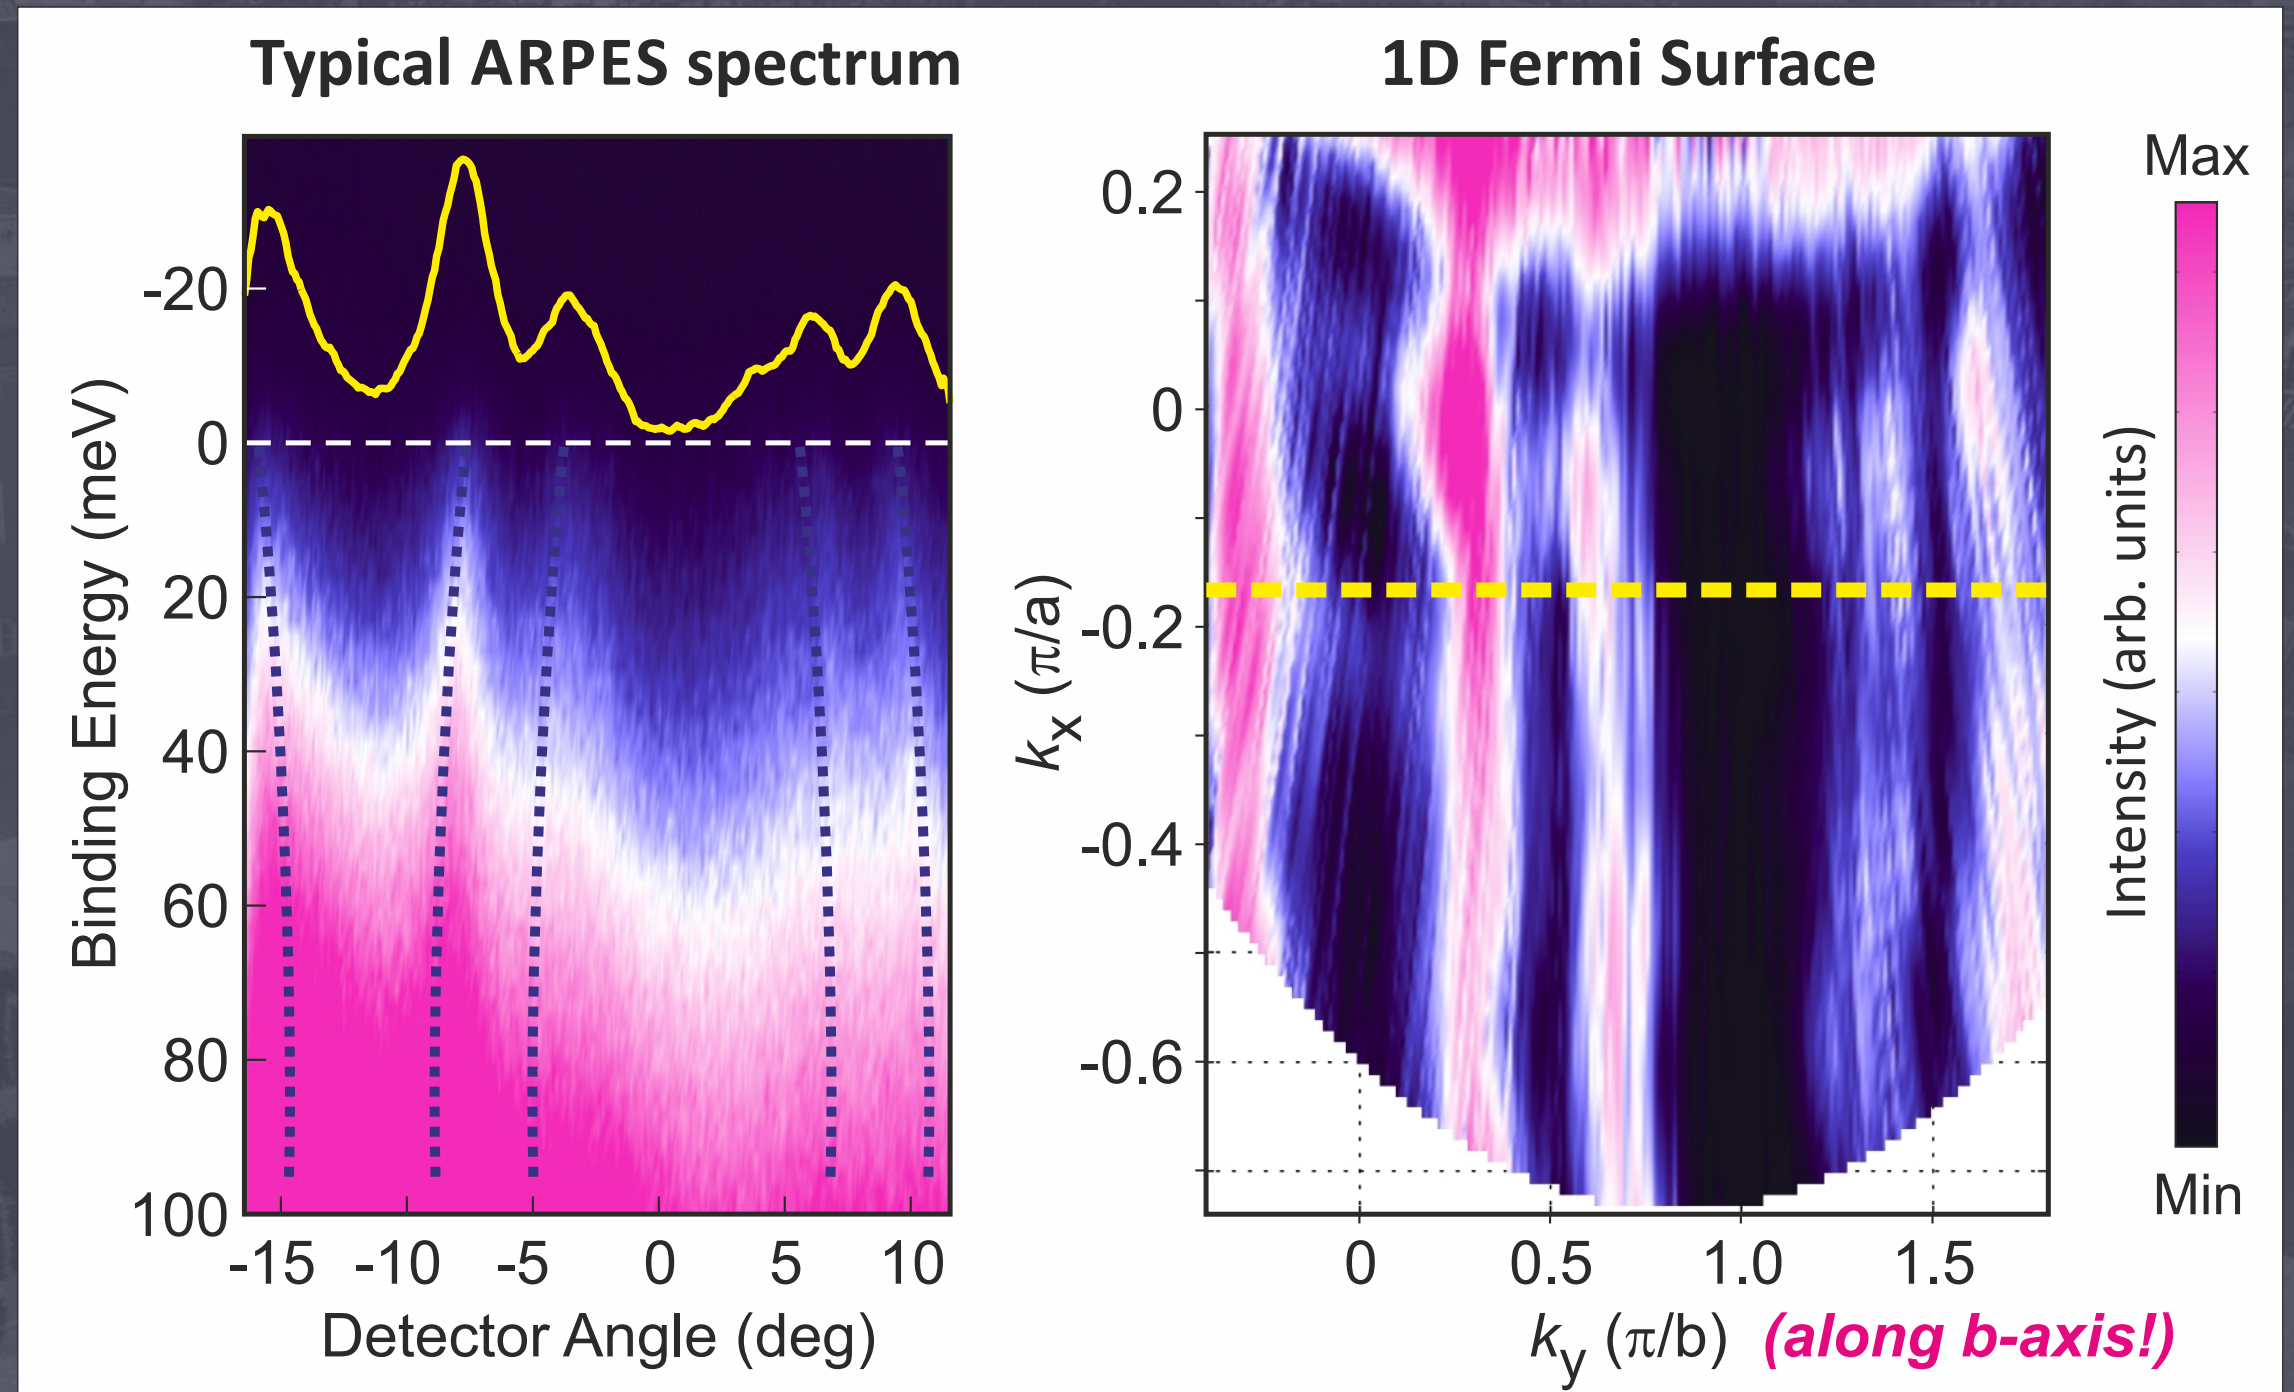 Typical ARPES spectrum
Binding Energy (meV)
-20
0
20
40
60
80
100
-15 -10 -5 0 5 10
Detector Angle (deg)
1D Fermi Surface
kx (π/a)
0.2
0
-0.2
-0.4
-0.6
0 0.5 1.0 1.5
ky (π/b) (along b-axis!)
Max
Intensity (arb. units)
Min